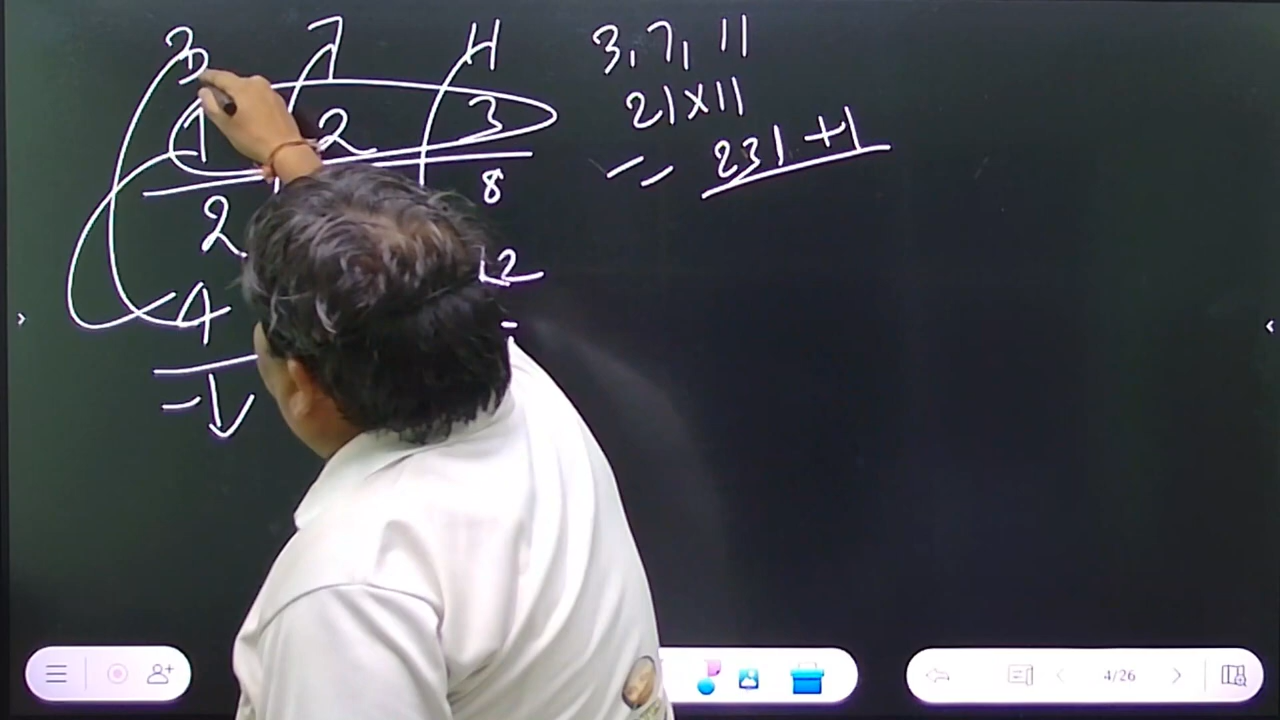 3 7 11
1 2 3
2 8
4 12
-1
3, 7, 11
21×11
= 231 +1
4/26